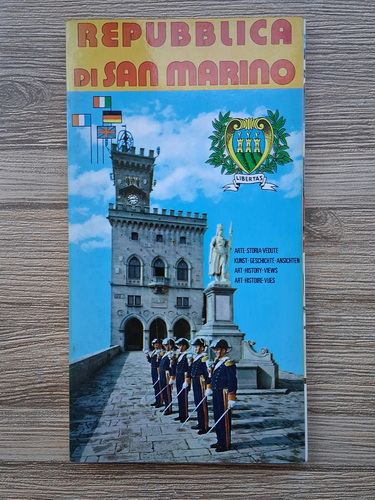 REPUBBLICA
DI SAN MARINO
LIBERTAS
ARTE-STORIA-VEDUTE
KUNST-GESCHICHTE-ANSICHTEN
ART-HISTORY-VIEWS
ART-HISTOIRE-VUES